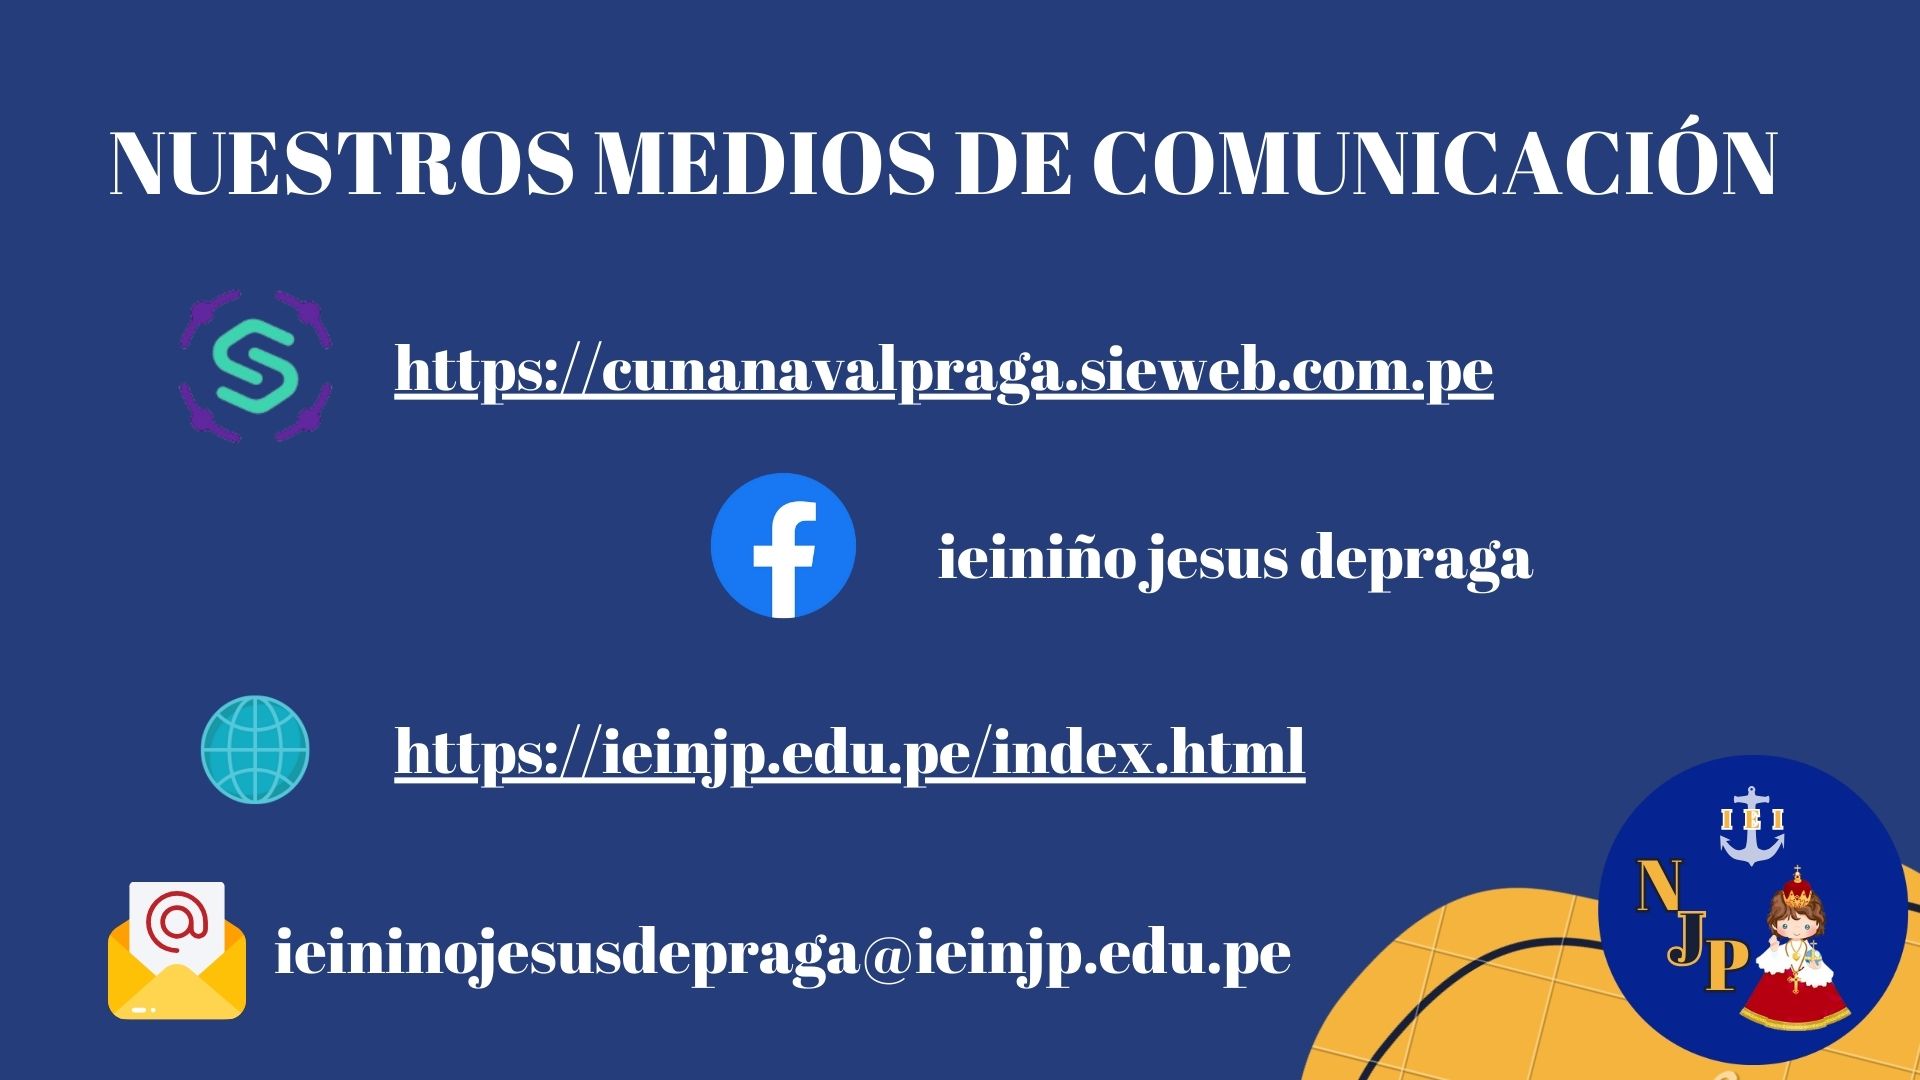 NUESTROS MEDIOS DE COMUNICACIÓN
https://cunanavalpraga.sieweb.com.pe
ieiniño jesus depraga
https://ieinjp.edu.pe/index.html
ieininojesusdepraga@ieinjp.edu.pe
IEI
N
J
P